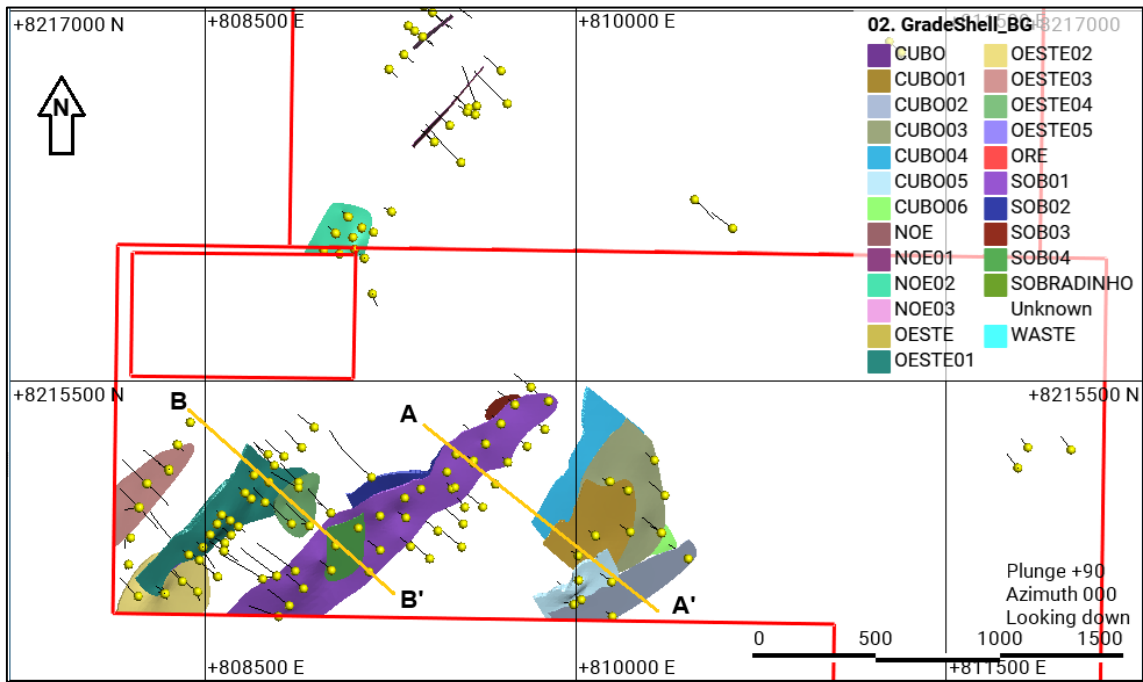 +8217000 N
+808500 E
+810000 E
+811500 E
+8217000
02. GradeShell_BG
CUBO
CUBO01
CUBO02
CUBO03
CUBO04
CUBO05
CUBO06
NOE
NOE01
NOE02
NOE03
OESTE
OESTE01
OESTE02
OESTE03
OESTE04
OESTE05
ORE
SOB01
SOB02
SOB03
SOB04
SOBRADINHO
Unknown
WASTE
N
+8215500 N
+8215500 N
B
A
B'
A'
Plunge +90
Azimuth 000
Looking down
0 500 1000 1500
+808500 E
+810000 E
+811500 E